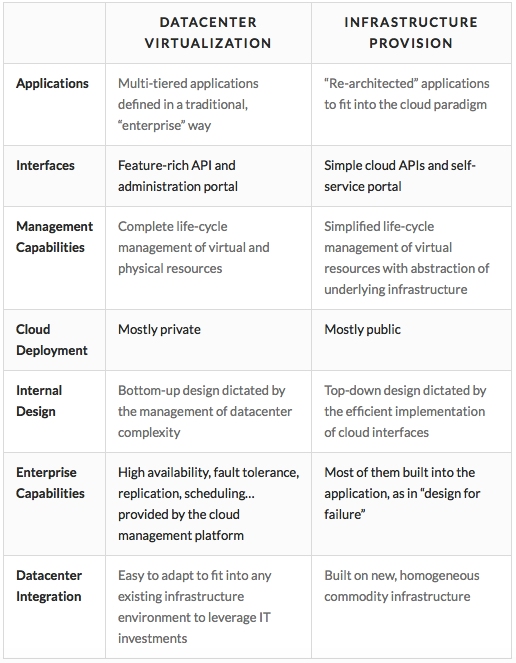 DATACENTER VIRTUALIZATION
INFRASTRUCTURE PROVISION
Applications
Multi-tiered applications
defined in a traditional,
“enterprise” way
“Re-architected” applications
to fit into the cloud paradigm
Interfaces
Feature-rich API and
administration portal
Simple cloud APIs and self-
service portal
Management
Capabilities
Complete life-cycle
management of virtual and
physical resources
Simplified life-cycle
management of virtual
resources with abstraction of
underlying infrastructure
Cloud
Deployment
Mostly private
Mostly public
Internal
Design
Bottom-up design dictated by
the management of datacenter
complexity
Top-down design dictated by
the efficient implementation
of cloud interfaces
Enterprise
Capabilities
High availability, fault tolerance,
replication, scheduling...
provided by the cloud
management platform
Most of them built into the
application, as in “design for
failure”
Datacenter
Integration
Easy to adapt to fit into any
existing infrastructure
environment to leverage IT
investments
Built on new, homogeneous
commodity infrastructure